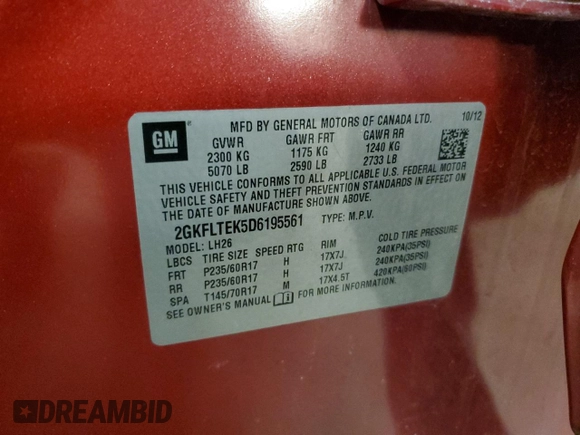 MFD BY GENERAL MOTORS OF CANADA LTD. 10/12
GM
GVWR GAWR FRT GAWR RR
2300 KG 1175 KG 1240 KG
5070 LB 2590 LB 2733 LB
THIS VEHICLE CONFORMS TO ALL APPLICABLE U.S. FEDERAL MOTOR
VEHICLE SAFETY AND THEFT PREVENTION STANDARDS IN EFFECT ON
THE DATE OF MANUFACTURE SHOWN ABOVE.
2GKFLTEK5D6195561 TYPE: M.P.V.
MODEL: LH26
LBCS TIRE SIZE SPEED RTG RIM COLD TIRE PRESSURE
FRT P235/60R17 H 17X7J 240KPA(35PSI)
RR P235/60R17 H 17X7J 240KPA(35PSI)
SPA T145/70R17 M 17X4.5T 420KPA(60PSI)
SEE OWNER'S MANUAL FOR MORE INFORMATION.
DREAMBID